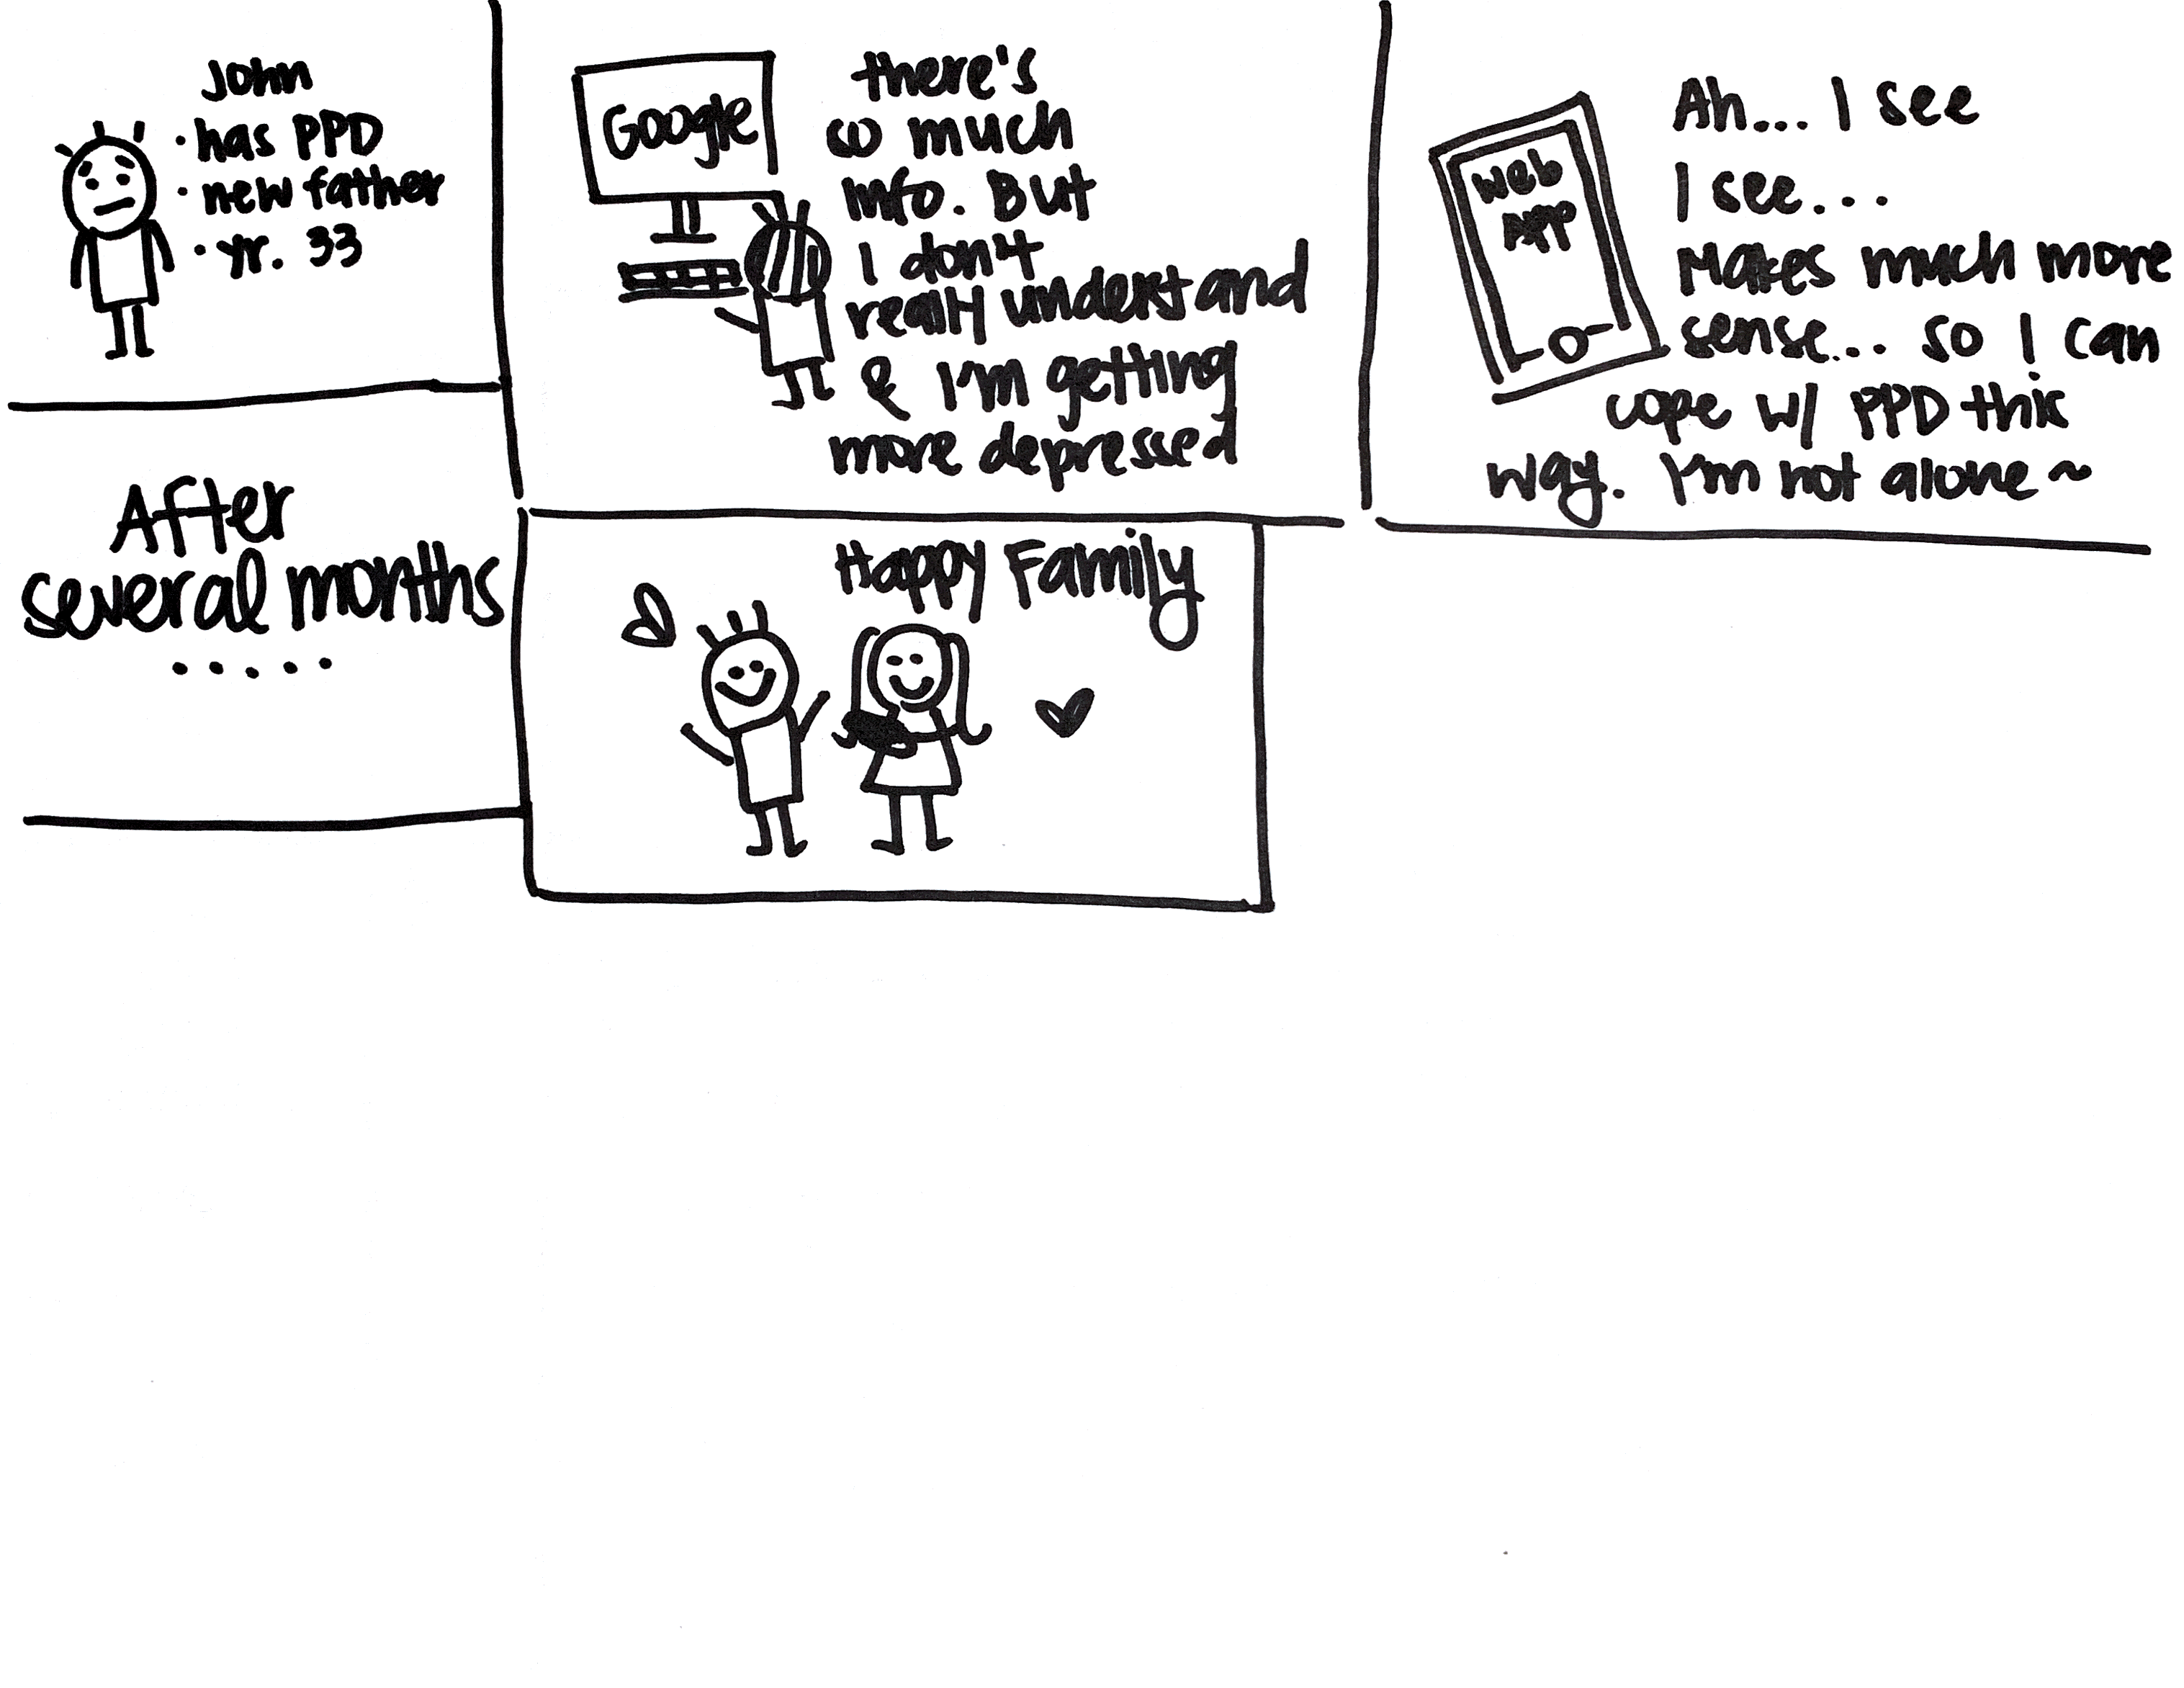 John
• has PPD
• new father
• yr. 33
Google
there's
so much
info. But
I don't
really understand
& I'm getting
more depressed
Web
APP
Ah... I see
I see...
Makes much more
sense... so I can
cope w/ PPD this
way. I'm not alone ~
After
several months
.....
Happy Family